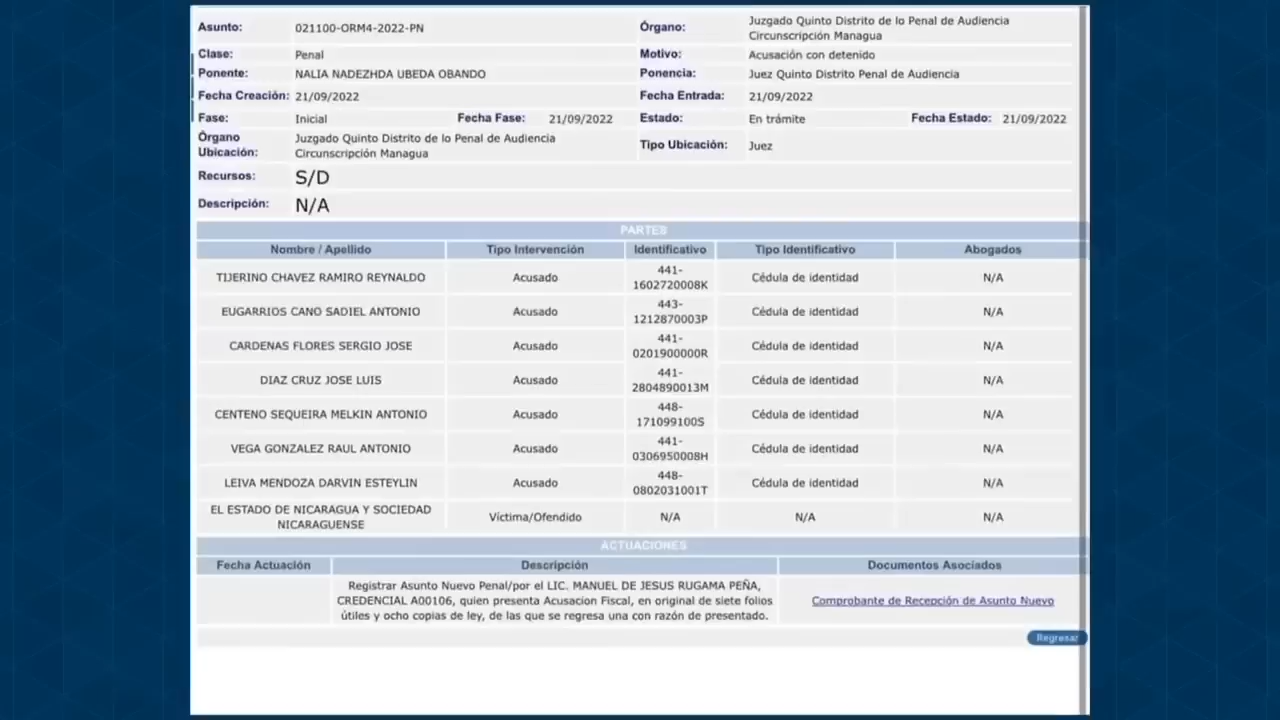 Asunto: 021100-ORM4-2022-PN Órgano: Juzgado Quinto Distrito de lo Penal de Audiencia
Circunscripción Managua
Clase: Penal Motivo: Acusación con detenido
Ponente: NALIA NADEZHDA UBEDA OBANDO Ponencia: Juez Quinto Distrito Penal de Audiencia
Fecha Creación: 21/09/2022 Fecha Entrada: 21/09/2022
Fase: Inicial Fecha Fase: 21/09/2022 Estado: En trámite Fecha Estado: 21/09/2022
Órgano
Ubicación: Juzgado Quinto Distrito de lo Penal de Audiencia
Circunscripción Managua Tipo Ubicación: Juez
Recursos: S/D
Descripción: N/A
PARTES
Nombre / Apellido Tipo Intervención Identificativo Tipo Identificativo Abogados
TIJERINO CHAVEZ RAMIRO REYNALDO Acusado 441-
1602720008K Cédula de identidad N/A
EUGARRIOS CANO SADIEL ANTONIO Acusado 443-
1212870003P Cédula de identidad N/A
CARDENAS FLORES SERGIO JOSE Acusado 441-
0201900000R Cédula de identidad N/A
DIAZ CRUZ JOSE LUIS Acusado 441-
2804890013M Cédula de identidad N/A
CENTENO SEQUEIRA MELKIN ANTONIO Acusado 448-
171099100S Cédula de identidad N/A
VEGA GONZALEZ RAUL ANTONIO Acusado 441-
0306950008H Cédula de identidad N/A
LEIVA MENDOZA DARVIN ESTEYLIN Acusado 448-
0802031001T Cédula de identidad N/A
EL ESTADO DE NICARAGUA Y SOCIEDAD
NICARAGUENSE Víctima/Ofendido N/A N/A N/A
ACTUACIONES
Fecha Actuación Descripción Documentos Asociados
Registrar Asunto Nuevo Penal/por el LIC. MANUEL DE JESUS RUGAMA PEÑA,
CREDENCIAL A00106, quien presenta Acusacion Fiscal, en original de siete folios
útiles y ocho copias de ley, de las que se regresa una con razón de presentado.
Comprobante de Recepción de Asunto Nuevo
Regresar